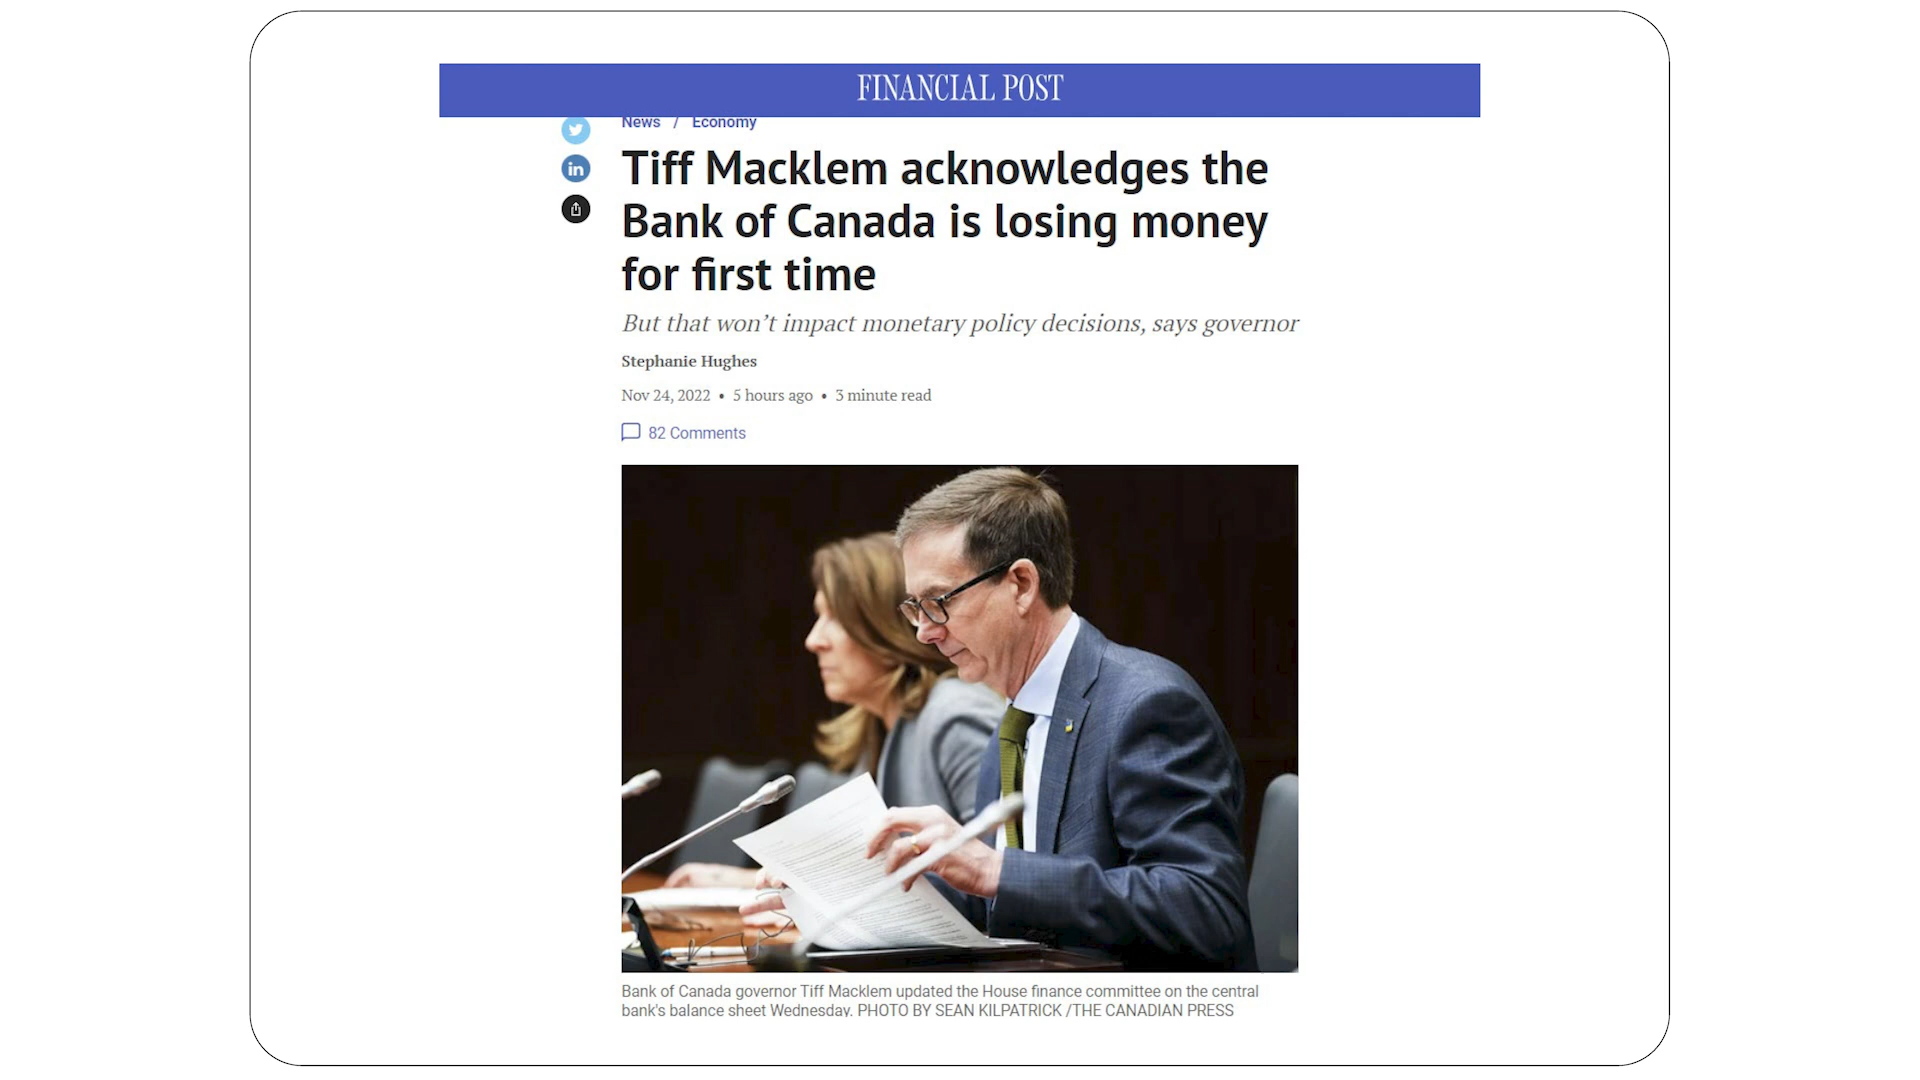 FINANCIAL POST
News / Economy
Tiff Macklem acknowledges the
Bank of Canada is losing money
for first time
But that won’t impact monetary policy decisions, says governor
Stephanie Hughes
Nov 24, 2022 • 5 hours ago • 3 minute read
82 Comments
Bank of Canada governor Tiff Macklem updated the House finance committee on the central
bank's balance sheet Wednesday. PHOTO BY SEAN KILPATRICK /THE CANADIAN PRESS